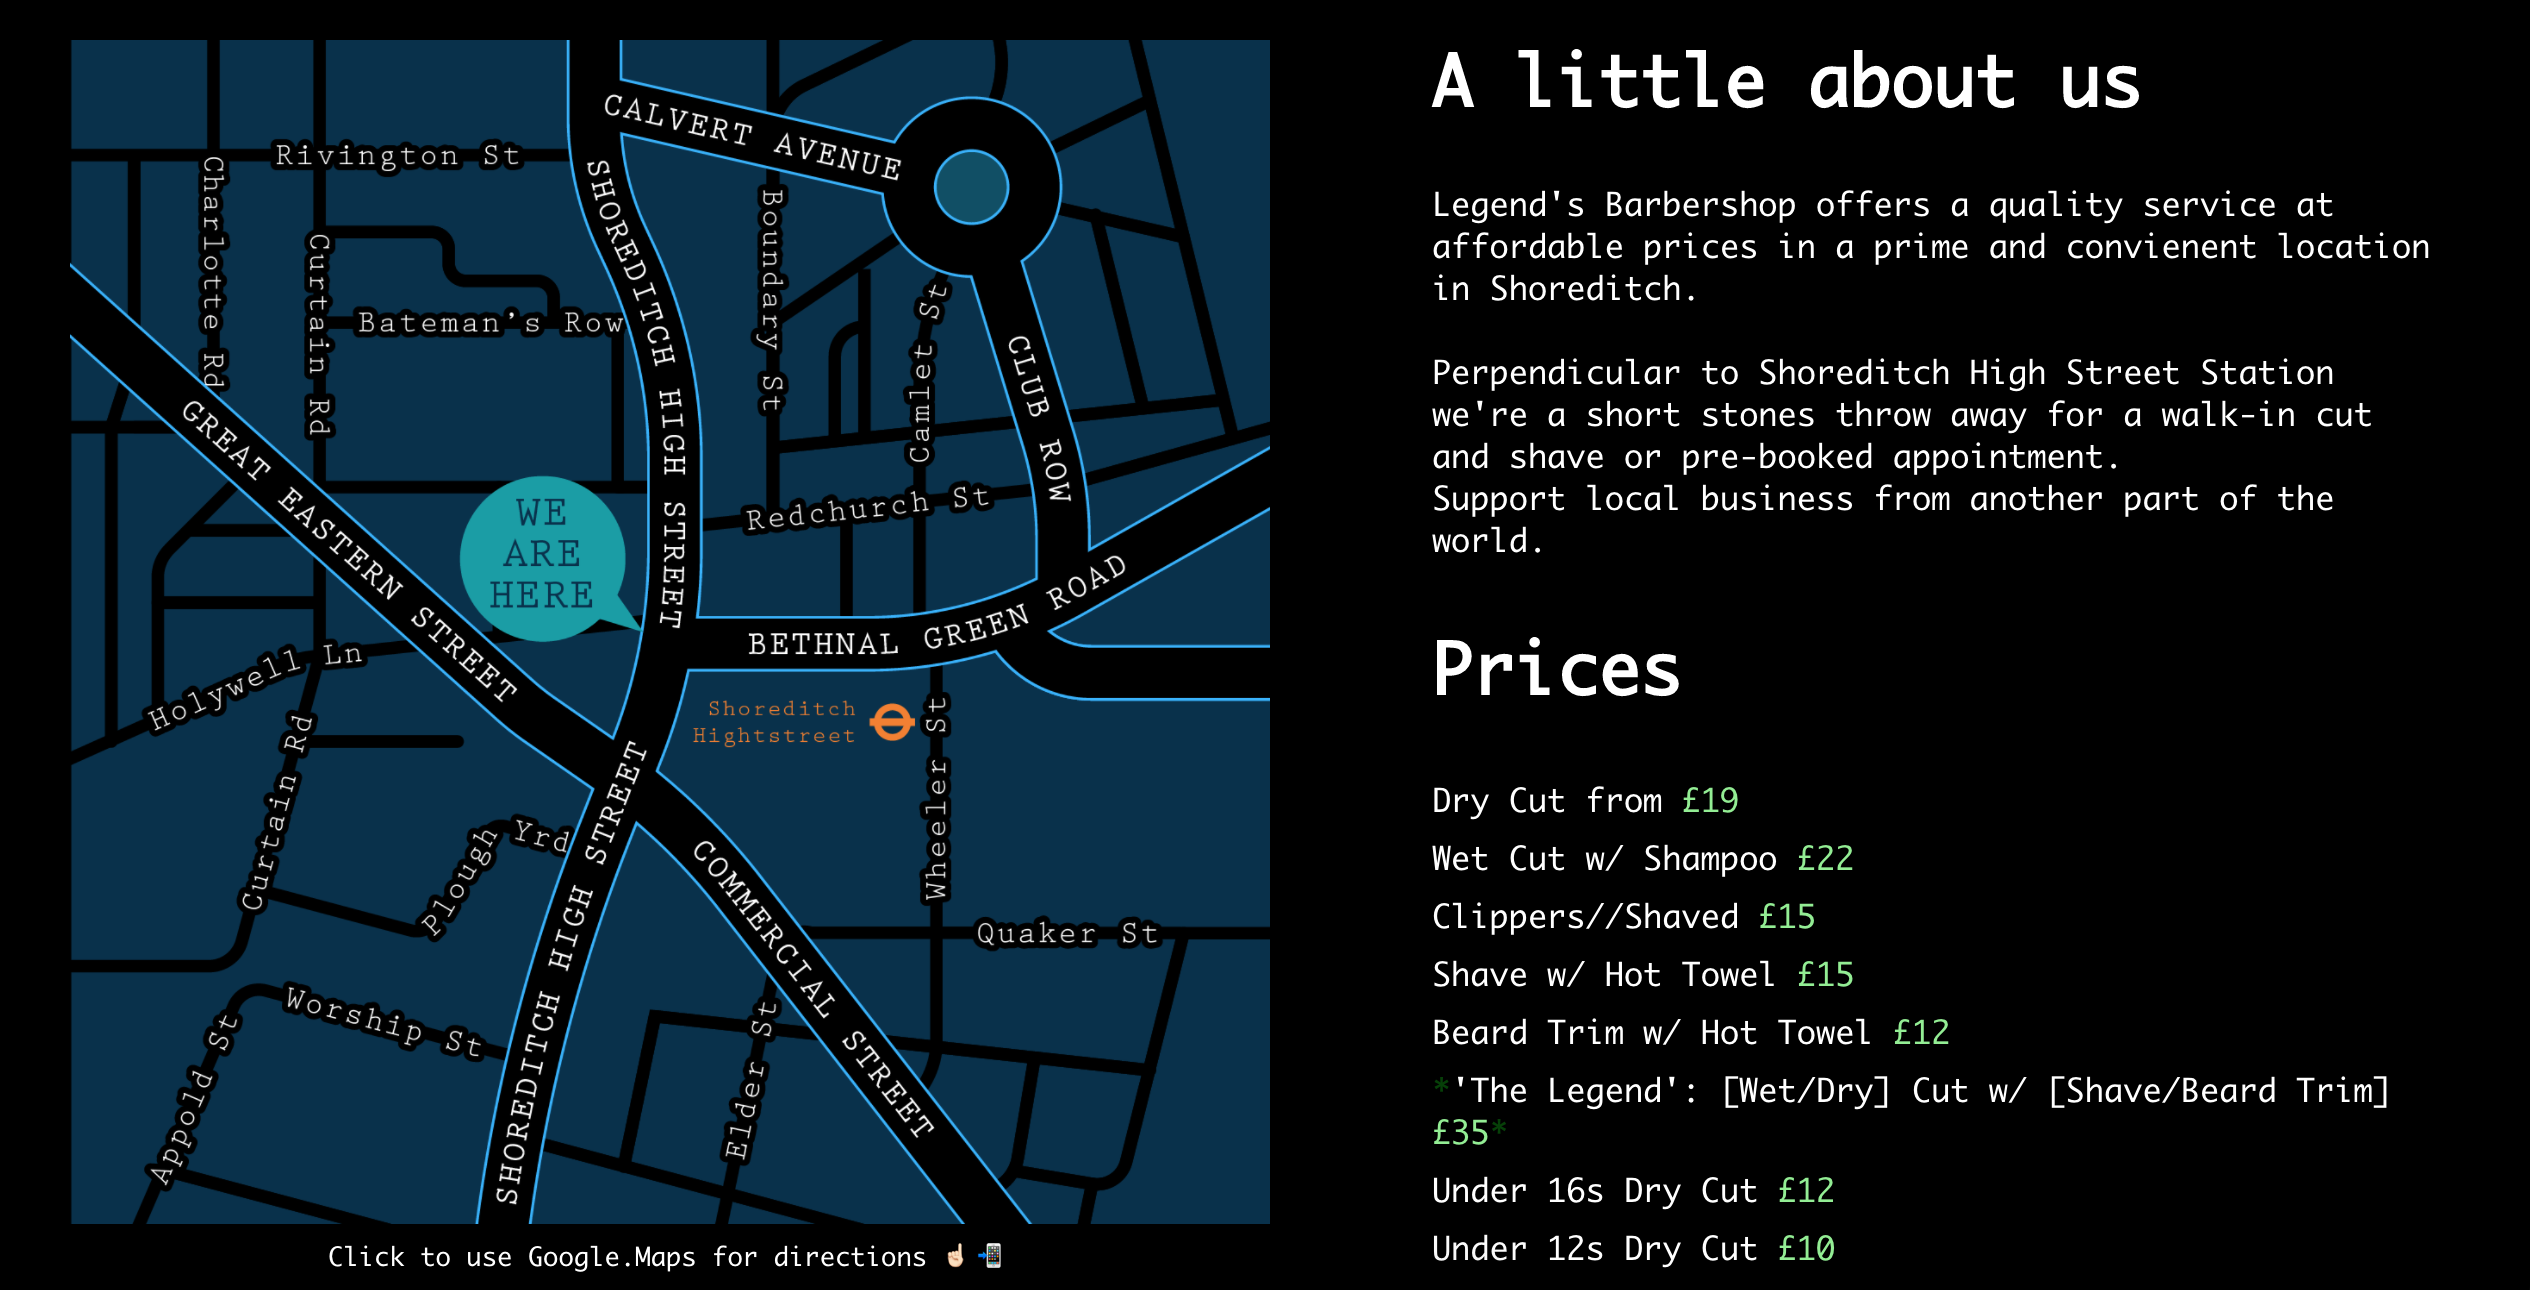 CALVERT AVENUE
Rivington St
Charlotte Rd
Curtain Rd
Bateman's Row
SHOREDITCH HIGH STREET
Boundary St
Camlet St
CLUB ROW
GREAT EASTERN STREET
WE
ARE
HERE
Redchurch St
BETHNAL GREEN ROAD
Holywell Ln
Shoreditch
Hightstreet
Curtain Rd
Wheeler St
Plough Yrd
SHOREDITCH HIGH STREET
COMMERCIAL STREET
Quaker St
Worship St
Appold St
Elder St
Click to use Google.Maps for directions ☝🏻📲
A little about us
Legend's Barbershop offers a quality service at
affordable prices in a prime and convienent location
in Shoreditch.
Perpendicular to Shoreditch High Street Station
we're a short stones throw away for a walk-in cut
and shave or pre-booked appointment.
Support local business from another part of the
world.
Prices
Dry Cut from £19
Wet Cut w/ Shampoo £22
Clippers//Shaved £15
Shave w/ Hot Towel £15
Beard Trim w/ Hot Towel £12
*'The Legend': [Wet/Dry] Cut w/ [Shave/Beard Trim]
£35*
Under 16s Dry Cut £12
Under 12s Dry Cut £10